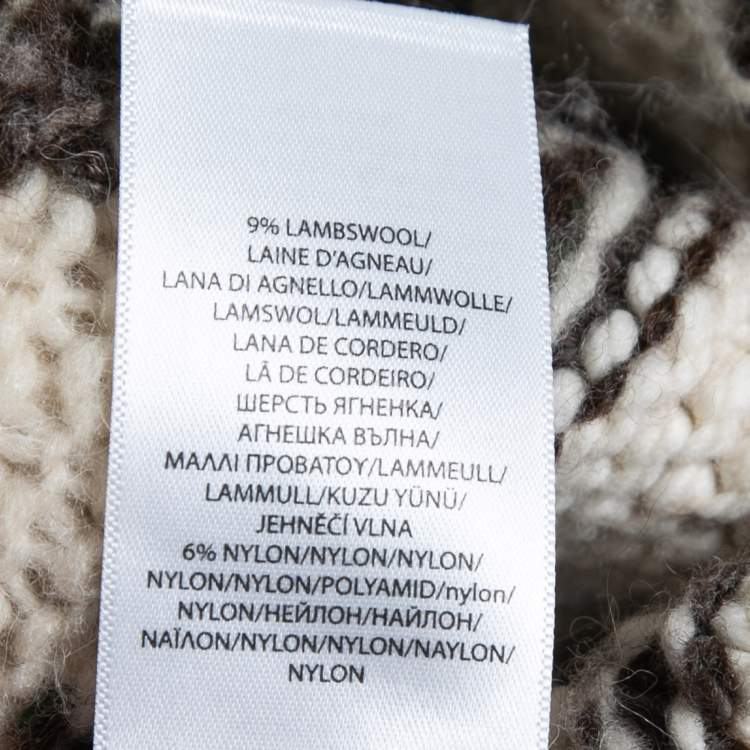 9% LAMBSWOOL/
LAINE D'AGNEAU/
LANA DI AGNELLO/LAMMWOLLE/
LAMSWOL/LAMMEULD/
LANA DE CORDERO/
LÃ DE CORDEIRO/
ШЕРСТЬ ЯГНЕНКА/
АГНЕШКА ВЪЛНА/
ΜΑΛΛΙ ΠΡΟΒΑΤΟΥ/LAMMEULL/
LAMMULL/KUZU YÜNÜ/
JEHNĚČÍ VLNA
6% NYLON/NYLON/NYLON/
NYLON/NYLON/POLYAMID/nylon/
NYLON/НЕЙЛОН/НАЙЛОН/
ΝΑΪΛΟΝ/NYLON/NYLON/NAYLON/
NYLON